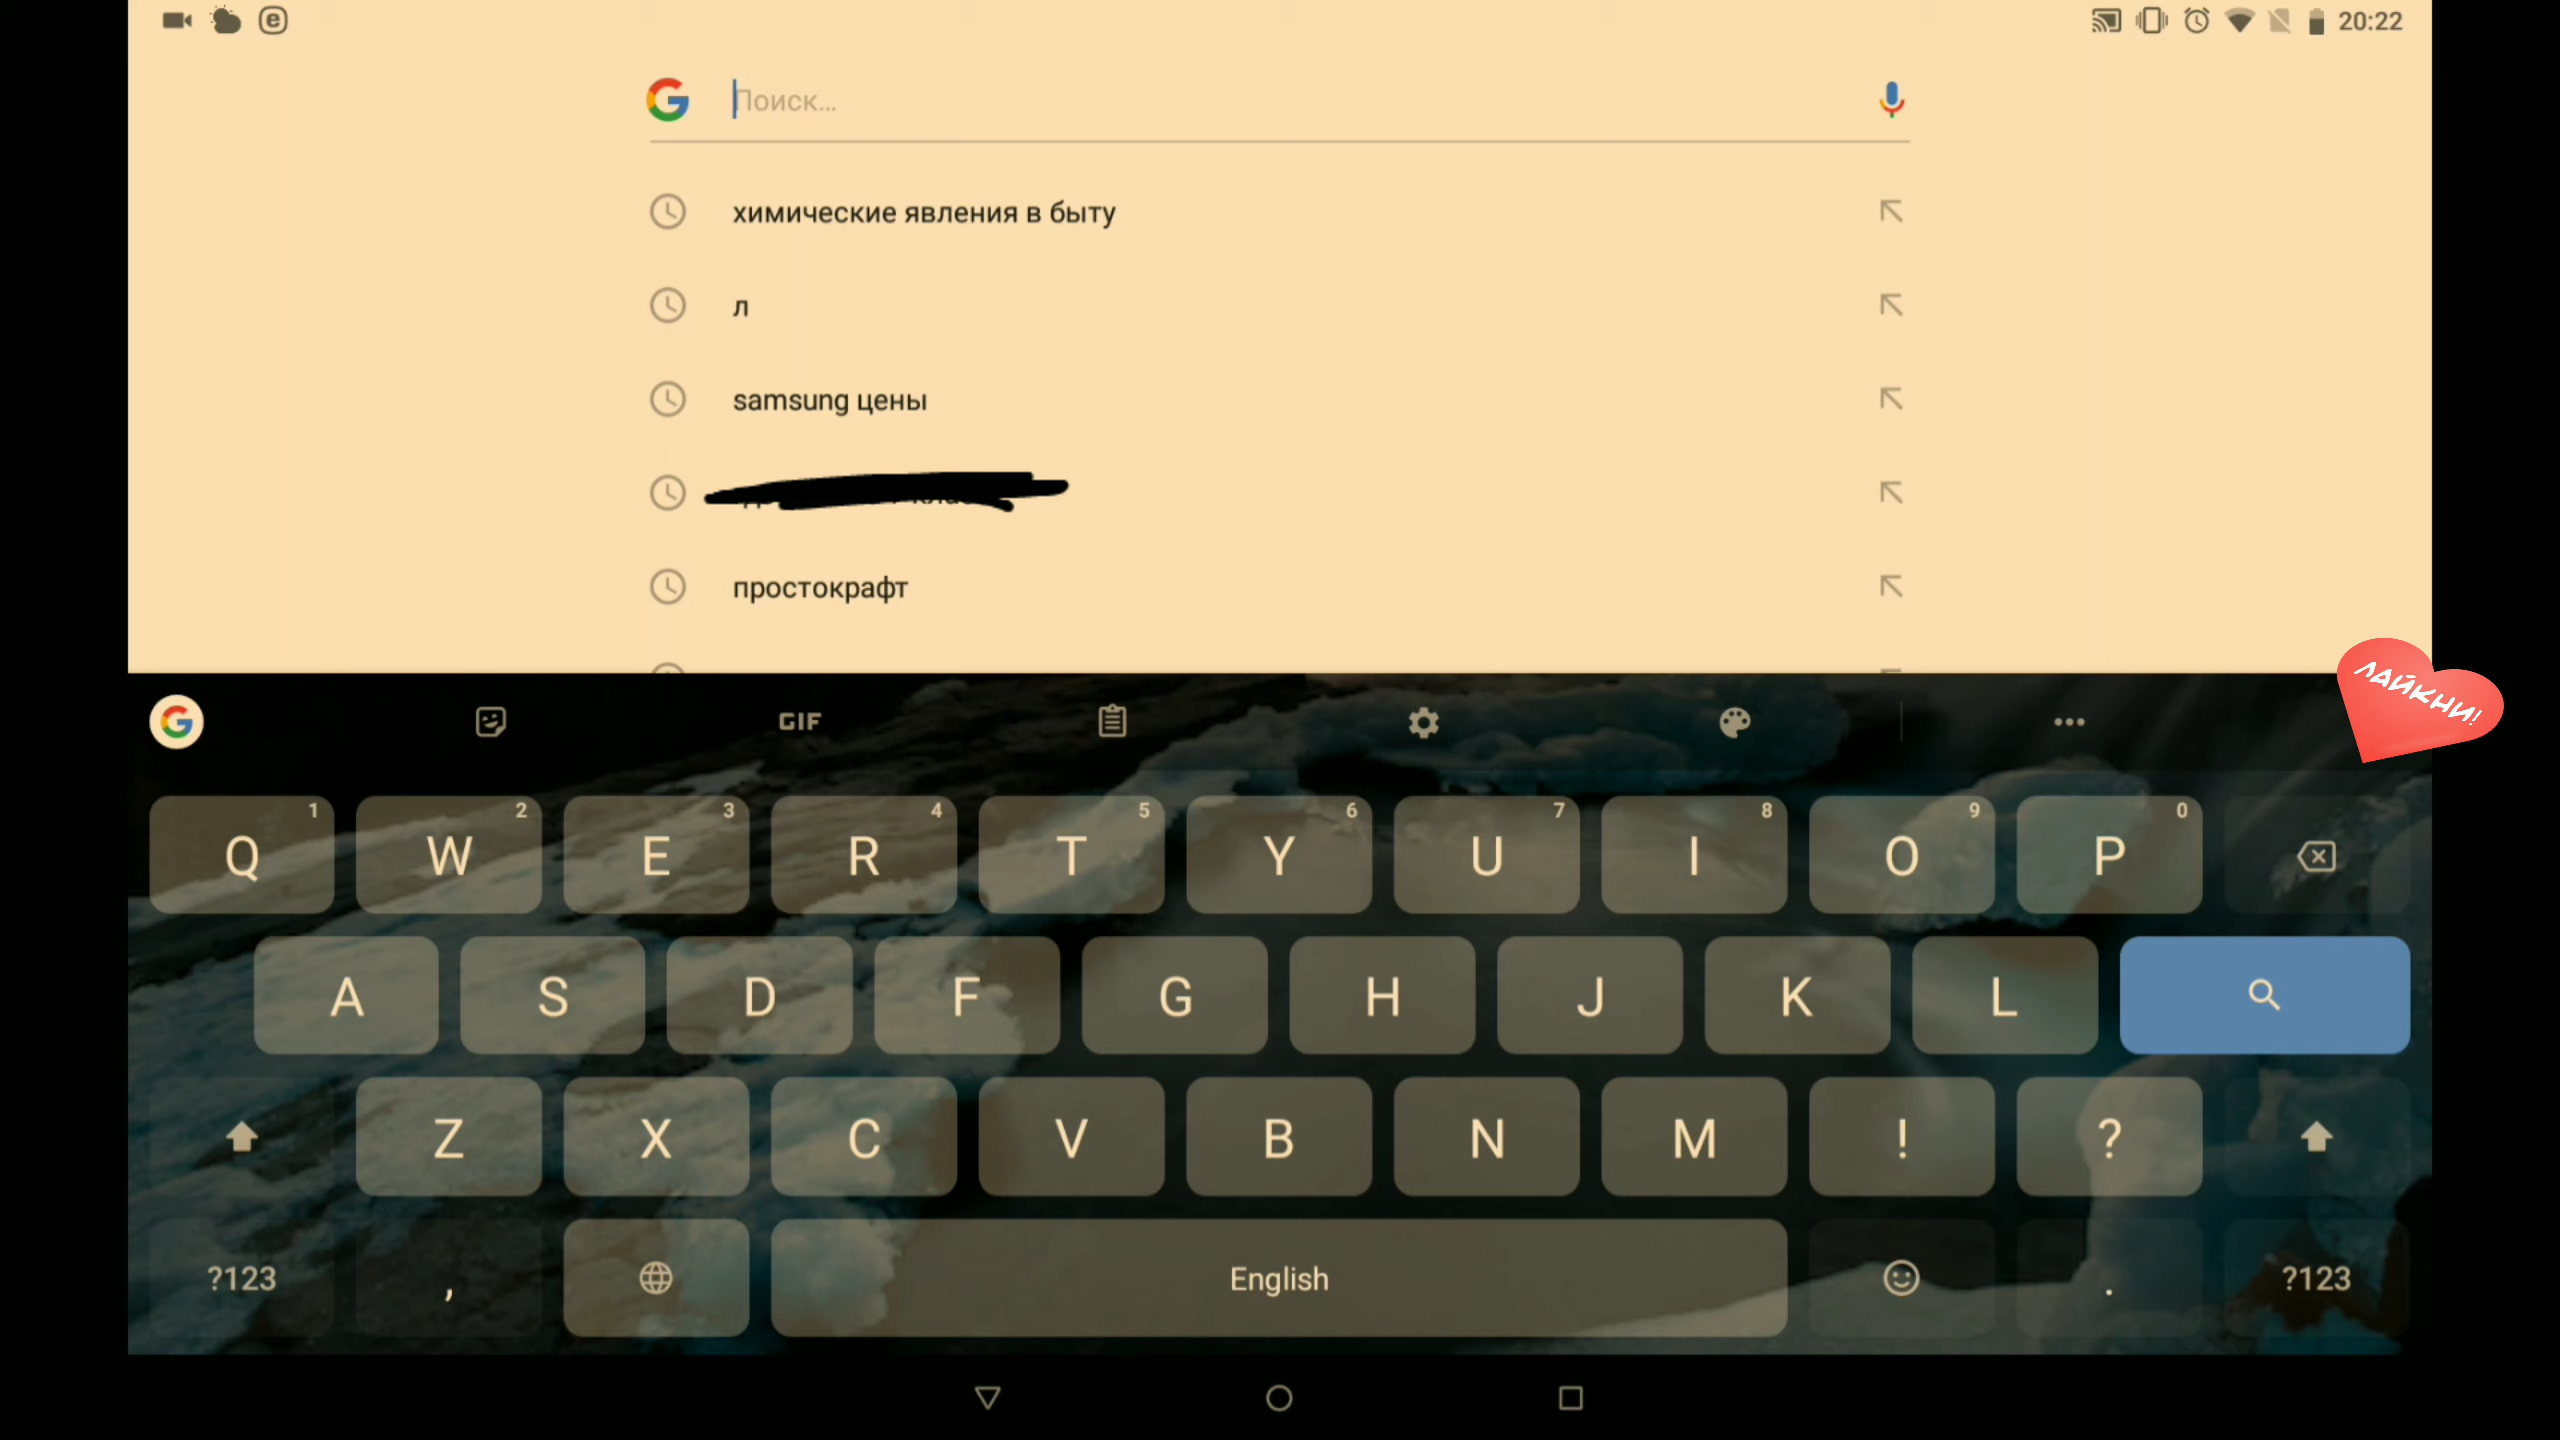 20:22
Поиск...
химические явления в быту
л
samsung цены
простокрафт
ЛАЙКНИ!
GIF
Q 1 W 2 E 3 R 4 T 5 Y 6 U 7 I 8 O 9 P 0
A S D F G H J K L
Z X C V B N M ! ?
?123 , English . ?123